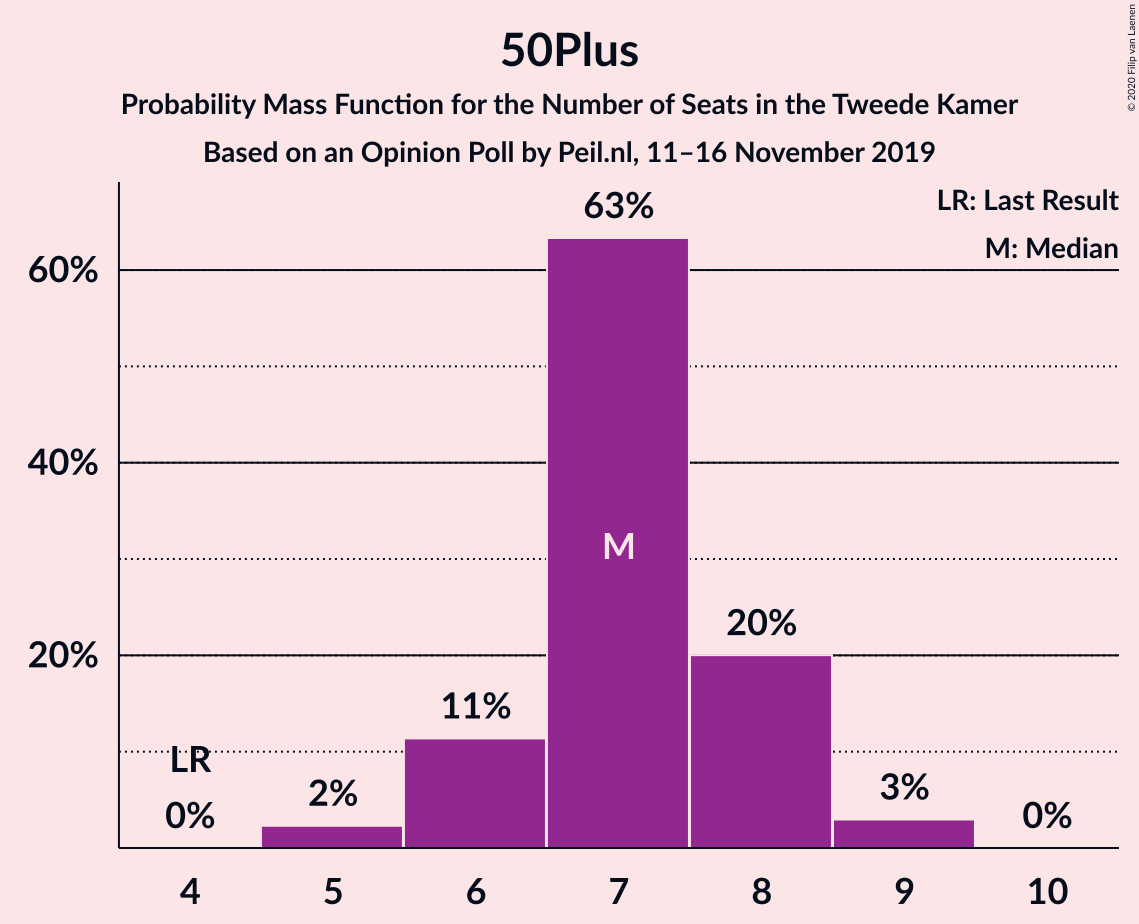 50Plus
Probability Mass Function for the Number of Seats in the Tweede Kamer
Based on an Opinion Poll by Peil.nl, 11–16 November 2019
© 2020 Filip van Laenen
LR: Last Result
M: Median
63%
60%
40%
M
20%
20%
11%
LR
2%
3%
0%
0%
4 5 6 7 8 9 10